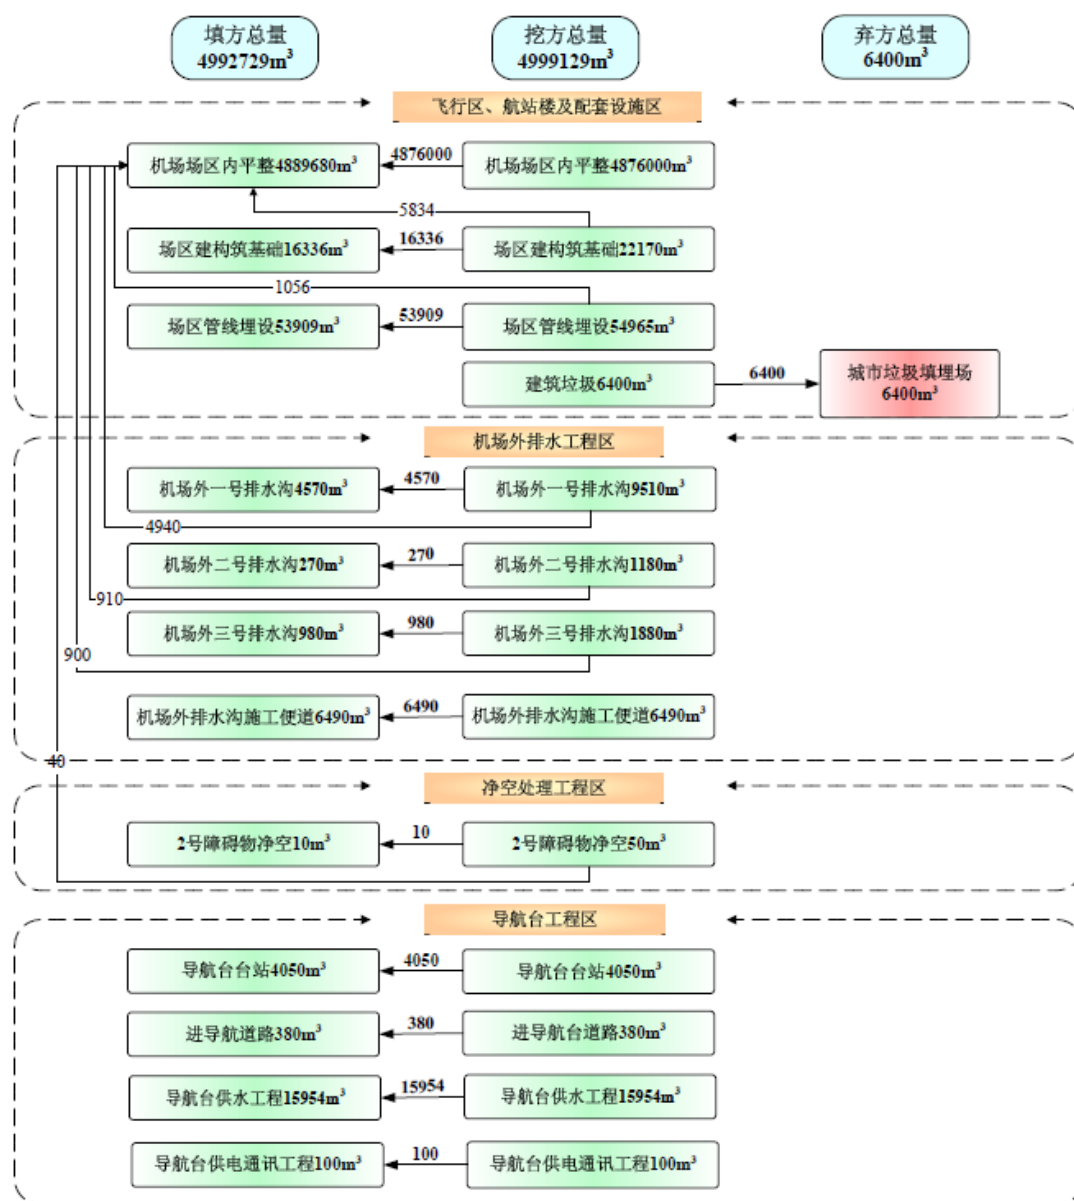 填方总量
4992729m³
挖方总量
4999129m³
弃方总量
6400m³
飞行区、航站楼及配套设施区
机场场区内平整4889680m³
4876000
机场场区内平整4876000m³
5834
场区建构筑基础16336m³
16336
场区建构筑基础22170m³
1056
场区管线埋设53909m³
53909
场区管线埋设54965m³
建筑垃圾6400m³
6400
城市垃圾填埋场
6400m³
机场外排水工程区
机场外一号排水沟4570m³
4570
机场外一号排水沟9510m³
4940
机场外二号排水沟270m³
270
机场外二号排水沟1180m³
910
机场外三号排水沟980m³
980
机场外三号排水沟1880m³
900
机场外排水沟施工便道6490m³
6490
机场外排水沟施工便道6490m³
40
净空处理工程区
2号障碍物净空10m³
10
2号障碍物净空50m³
导航台工程区
导航台台站4050m³
4050
导航台台站4050m³
进导航道路380m³
380
进导航台道路380m³
导航台供水工程15954m³
15954
导航台供水工程15954m³
导航台供电通讯工程100m³
100
导航台供电通讯工程100m³